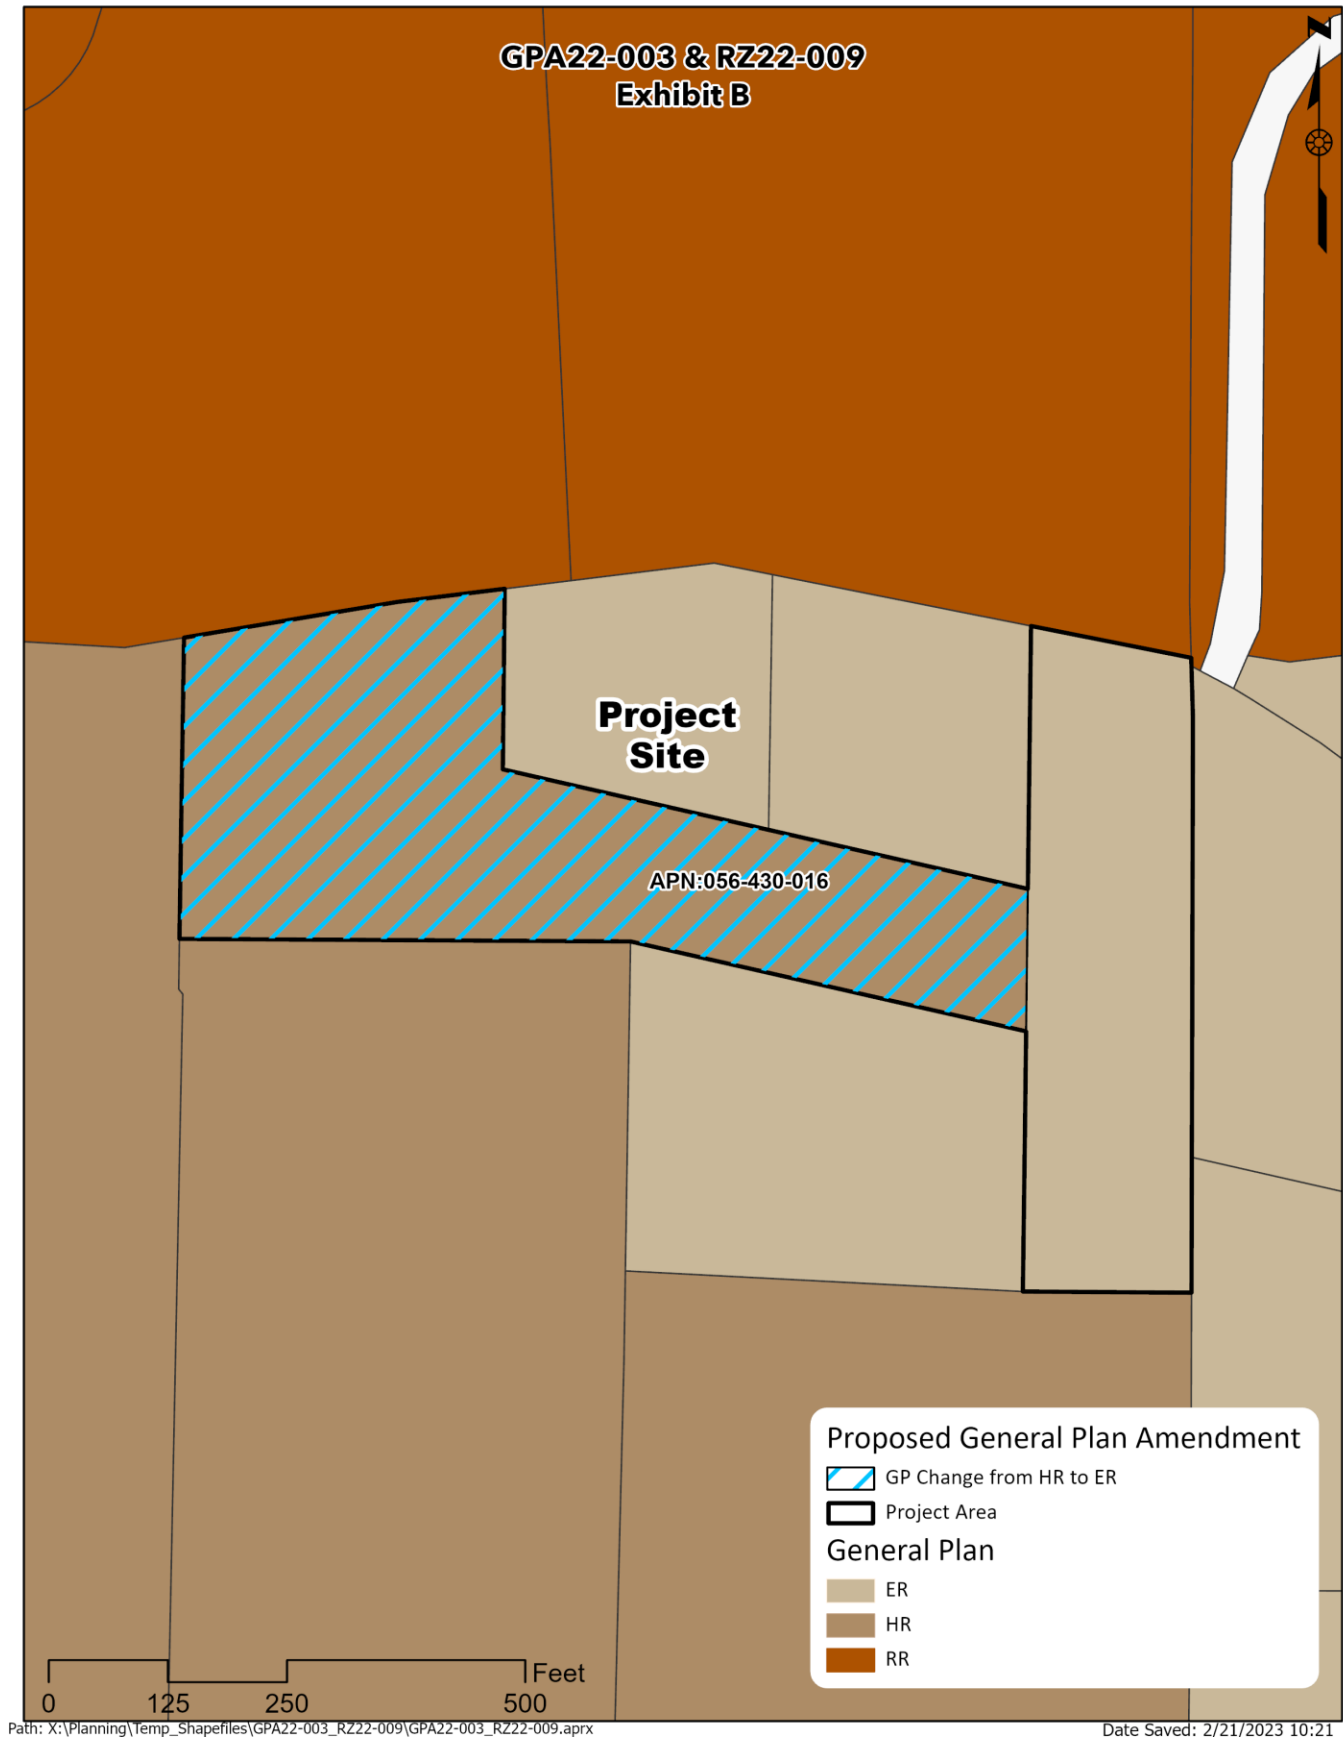 GPA22-003 & RZ22-009
Exhibit B
N
Project
Site
APN:056-430-016
Proposed General Plan Amendment
GP Change from HR to ER
Project Area
General Plan
ER
HR
RR
Feet
0 125 250 500
Path: X:\Planning\Temp_Shapefiles\GPA22-003_RZ22-009\GPA22-003_RZ22-009.aprx
Date Saved: 2/21/2023 10:21